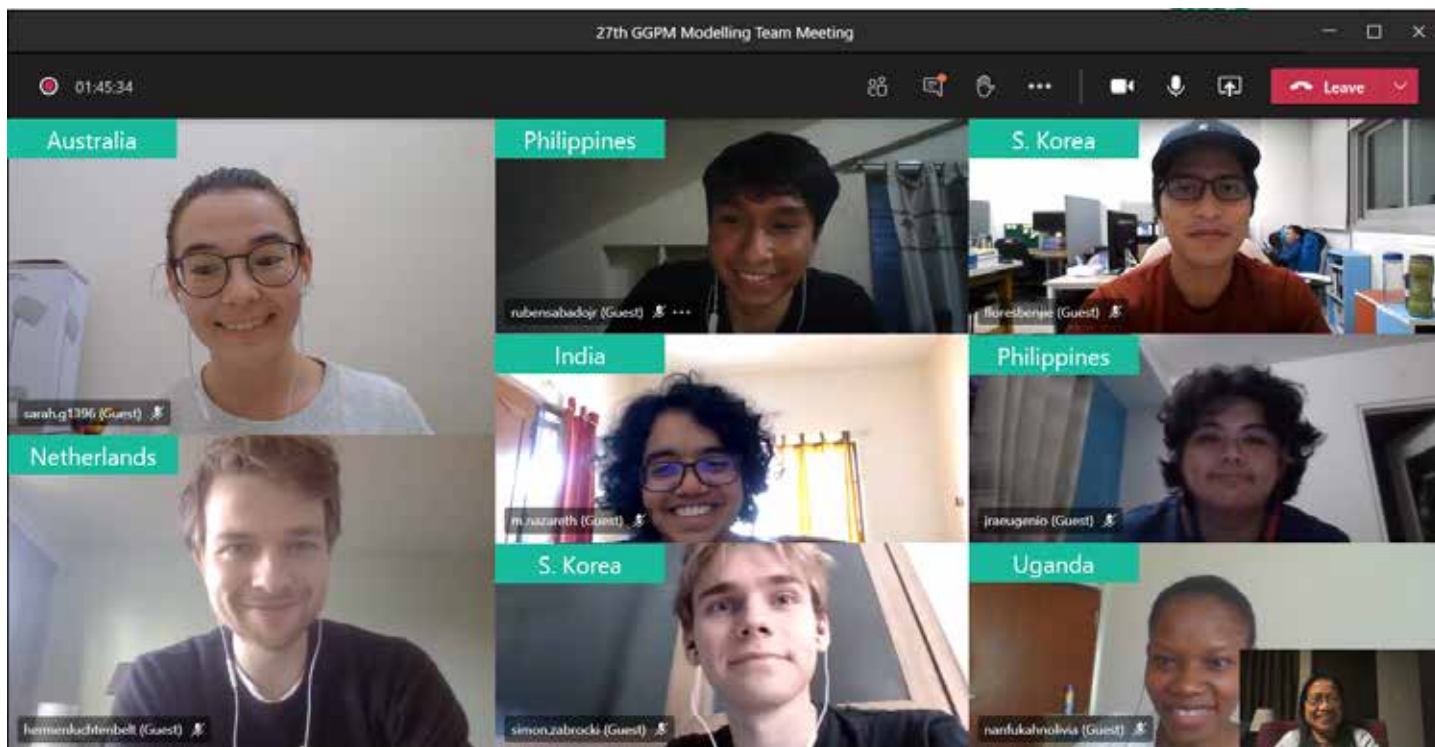 27th GGPM Modelling Team Meeting
01:45:34
Leave
Australia
Philippines
S. Korea
sarah.g1396 (Guest)
rubensabadojr (Guest)
floresbenjie (Guest)
India
Philippines
m.nazareth (Guest)
jraeugenio (Guest)
Netherlands
S. Korea
Uganda
hermenluchtenbelt (Guest)
simon.zabrocki (Guest)
nanfukahnolivia (Guest)